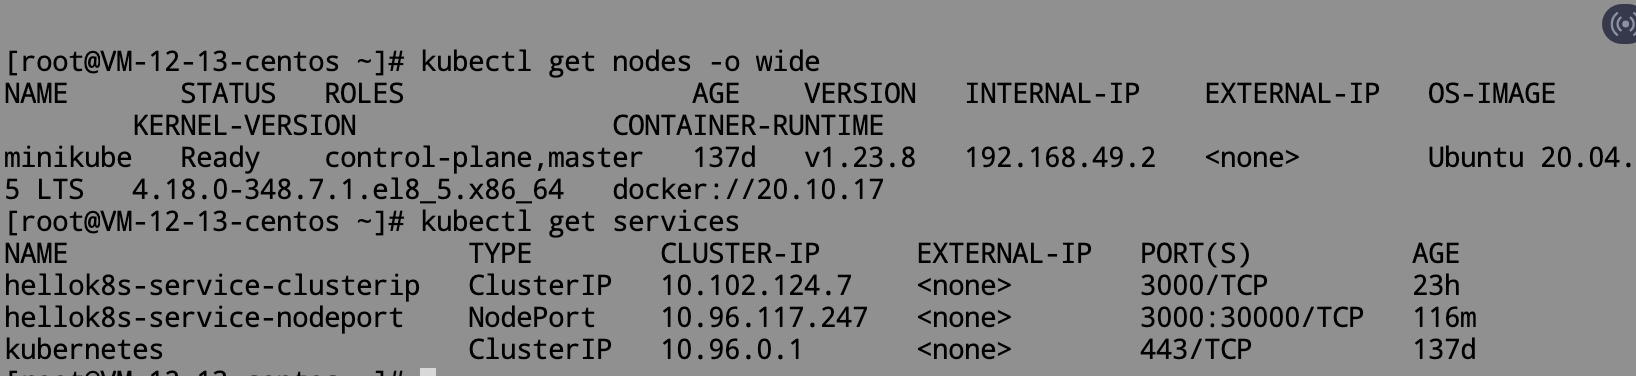 [root@VM-12-13-centos ~]# kubectl get nodes -o wide
NAME       STATUS   ROLES                  AGE    VERSION   INTERNAL-IP    EXTERNAL-IP   OS-IMAGE
        KERNEL-VERSION                CONTAINER-RUNTIME
minikube   Ready    control-plane,master   137d   v1.23.8   192.168.49.2   <none>        Ubuntu 20.04.
5 LTS   4.18.0-348.7.1.el8_5.x86_64   docker://20.10.17
[root@VM-12-13-centos ~]# kubectl get services
NAME                         TYPE        CLUSTER-IP      EXTERNAL-IP   PORT(S)          AGE
hellok8s-service-clusterip   ClusterIP   10.102.124.7    <none>        3000/TCP         23h
hellok8s-service-nodeport    NodePort    10.96.117.247   <none>        3000:30000/TCP   116m
kubernetes                   ClusterIP   10.96.0.1       <none>        443/TCP          137d
[root@VM-12-13-centos ~]#